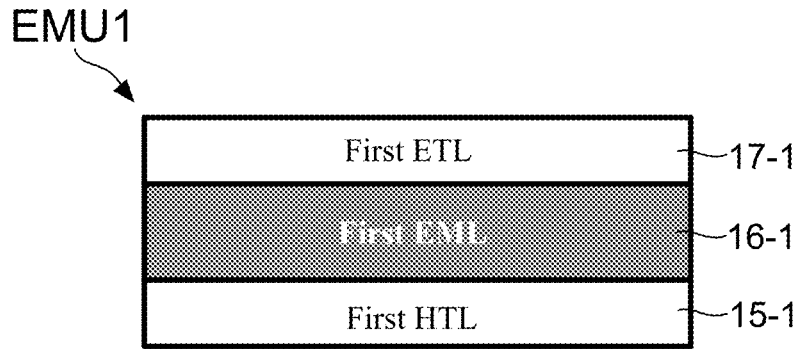 EMU1
First ETL
17-1
First EML
16-1
First HTL
15-1